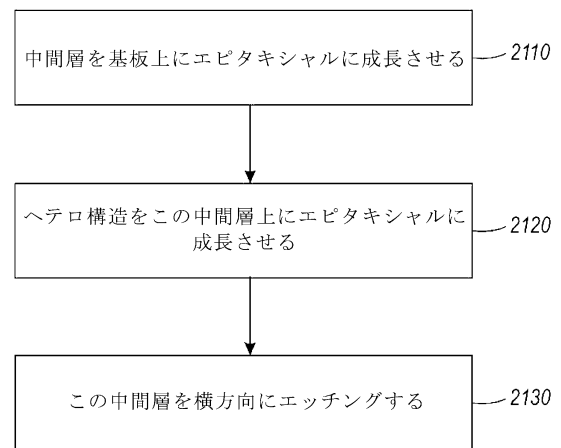 中間層を基板上にエピタキシャルに成長させる
2110
ヘテロ構造をこの中間層上にエピタキシャルに
成長させる
2120
この中間層を横方向にエッチングする
2130